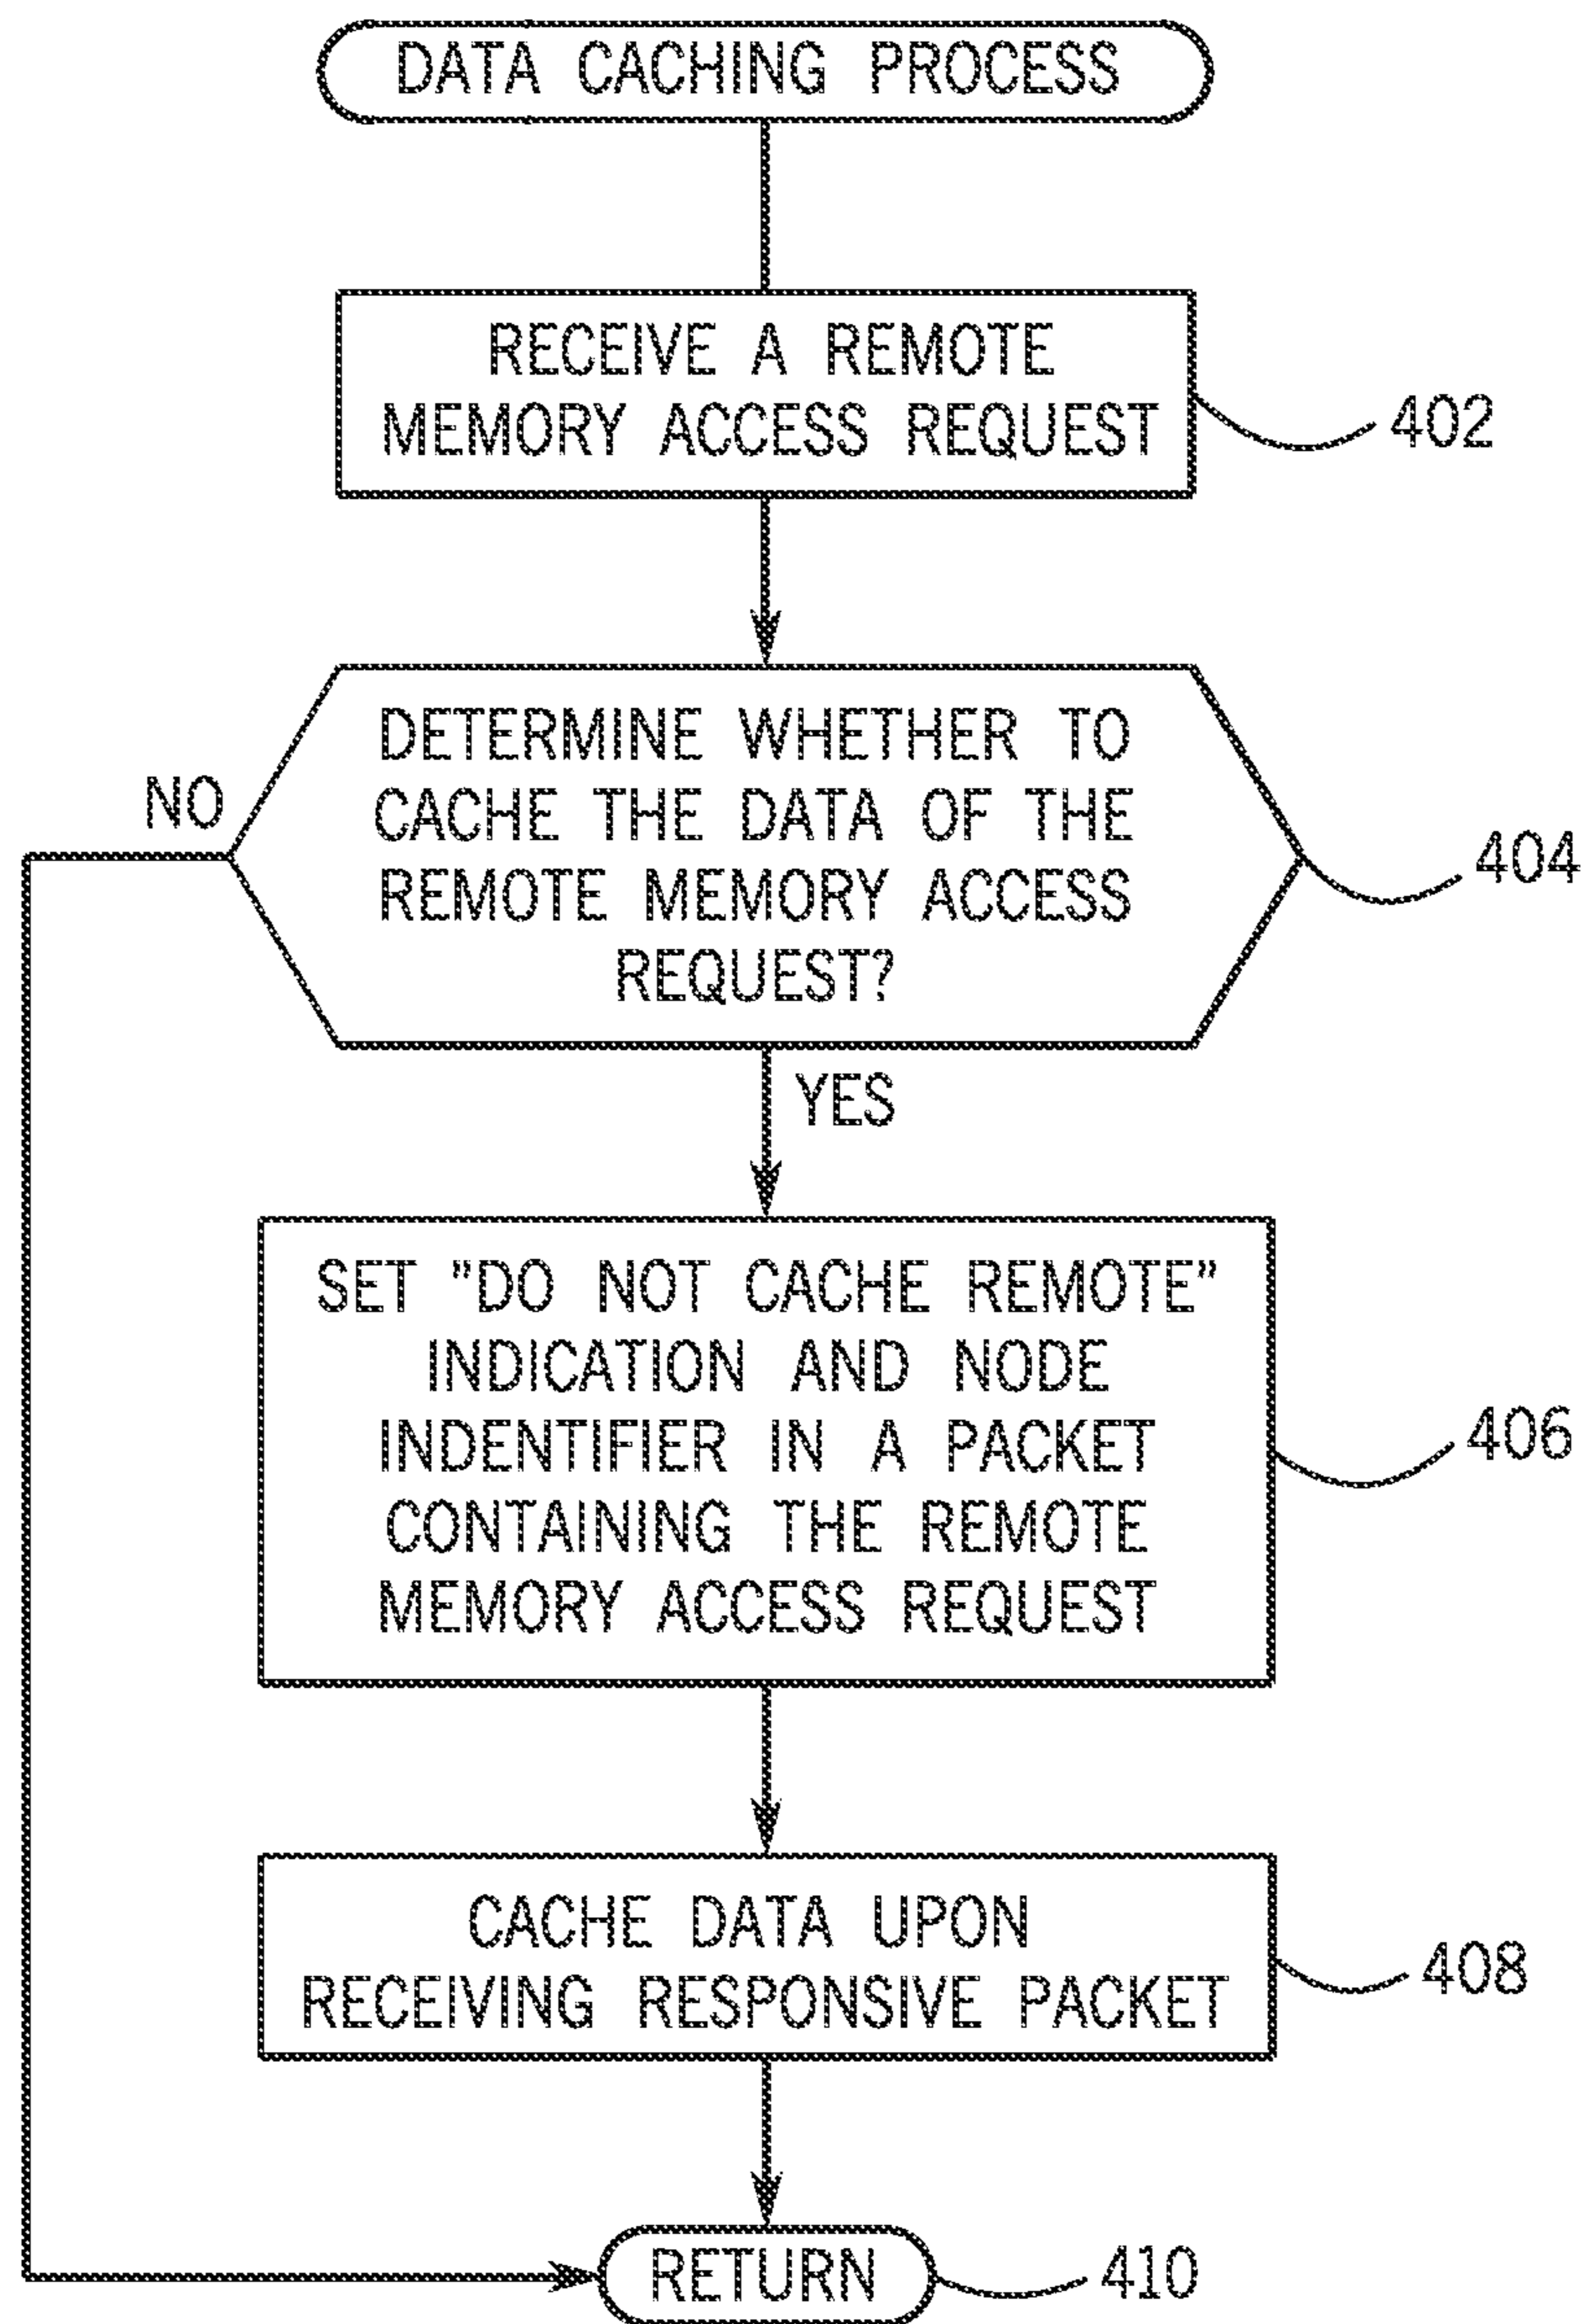 DATA CACHING PROCESS
RECEIVE A REMOTE
MEMORY ACCESS REQUEST
402
DETERMINE WHETHER TO
CACHE THE DATA OF THE
REMOTE MEMORY ACCESS
REQUEST?
404
NO
YES
SET "DO NOT CACHE REMOTE"
INDICATION AND NODE
INDENTIFIER IN A PACKET
CONTAINING THE REMOTE
MEMORY ACCESS REQUEST
406
CACHE DATA UPON
RECEIVING RESPONSIVE PACKET
408
RETURN
410